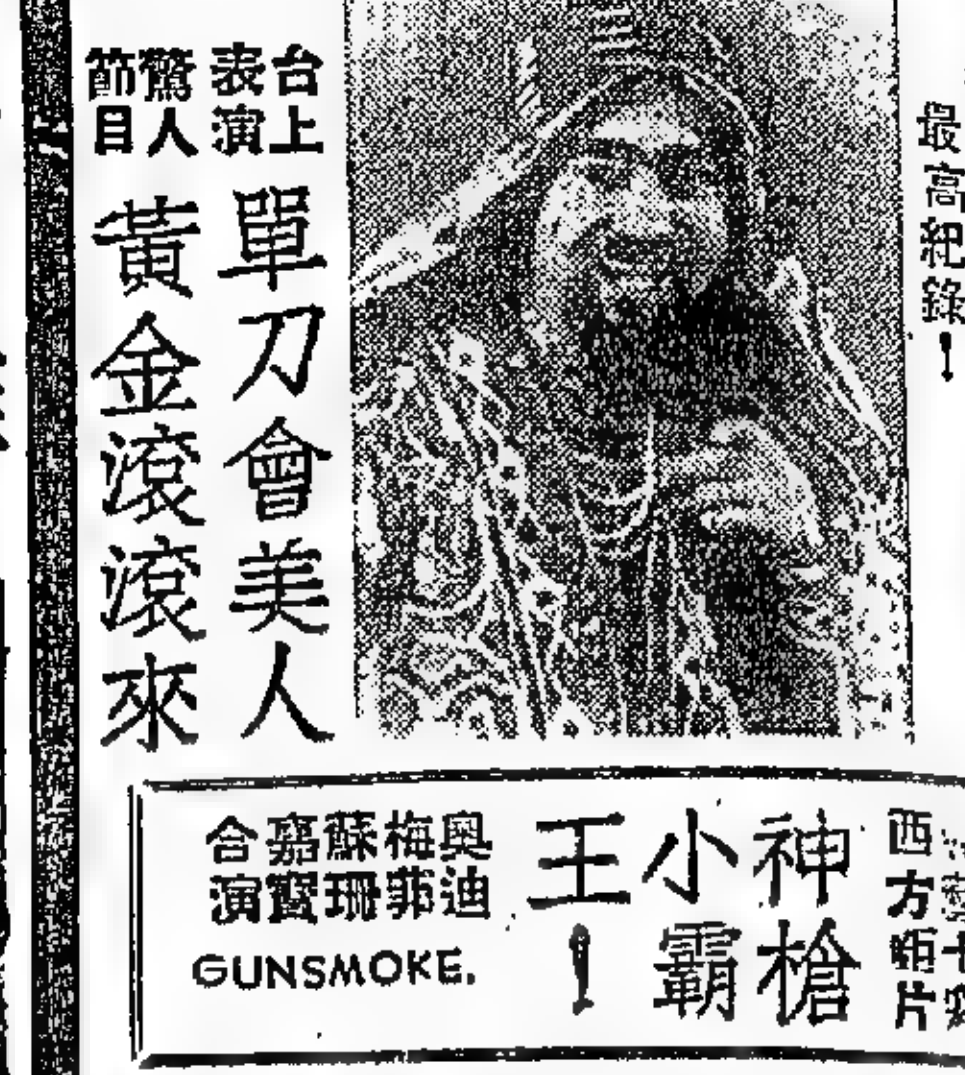 最高紀錄！
台上表演
單刀會美人
驚人節目
黃金滾滾來
西方鉅片
神槍小霸王！
奧迪梅菲蘇珊嘉寶合演
GUNSMOKE.